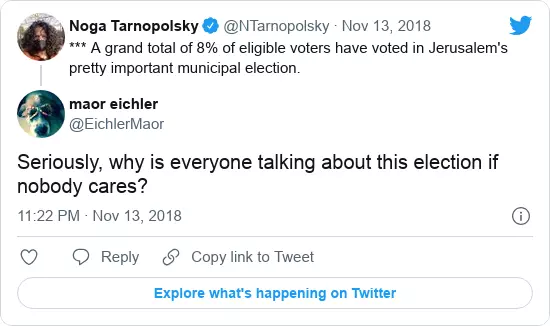 Noga Tarnopolsky @NTarnopolsky · Nov 13, 2018
*** A grand total of 8% of eligible voters have voted in Jerusalem's
pretty important municipal election.
maor eichler
@EichlerMaor
Seriously, why is everyone talking about this election if
nobody cares?
11:22 PM · Nov 13, 2018
Reply
Copy link to Tweet
Explore what's happening on Twitter